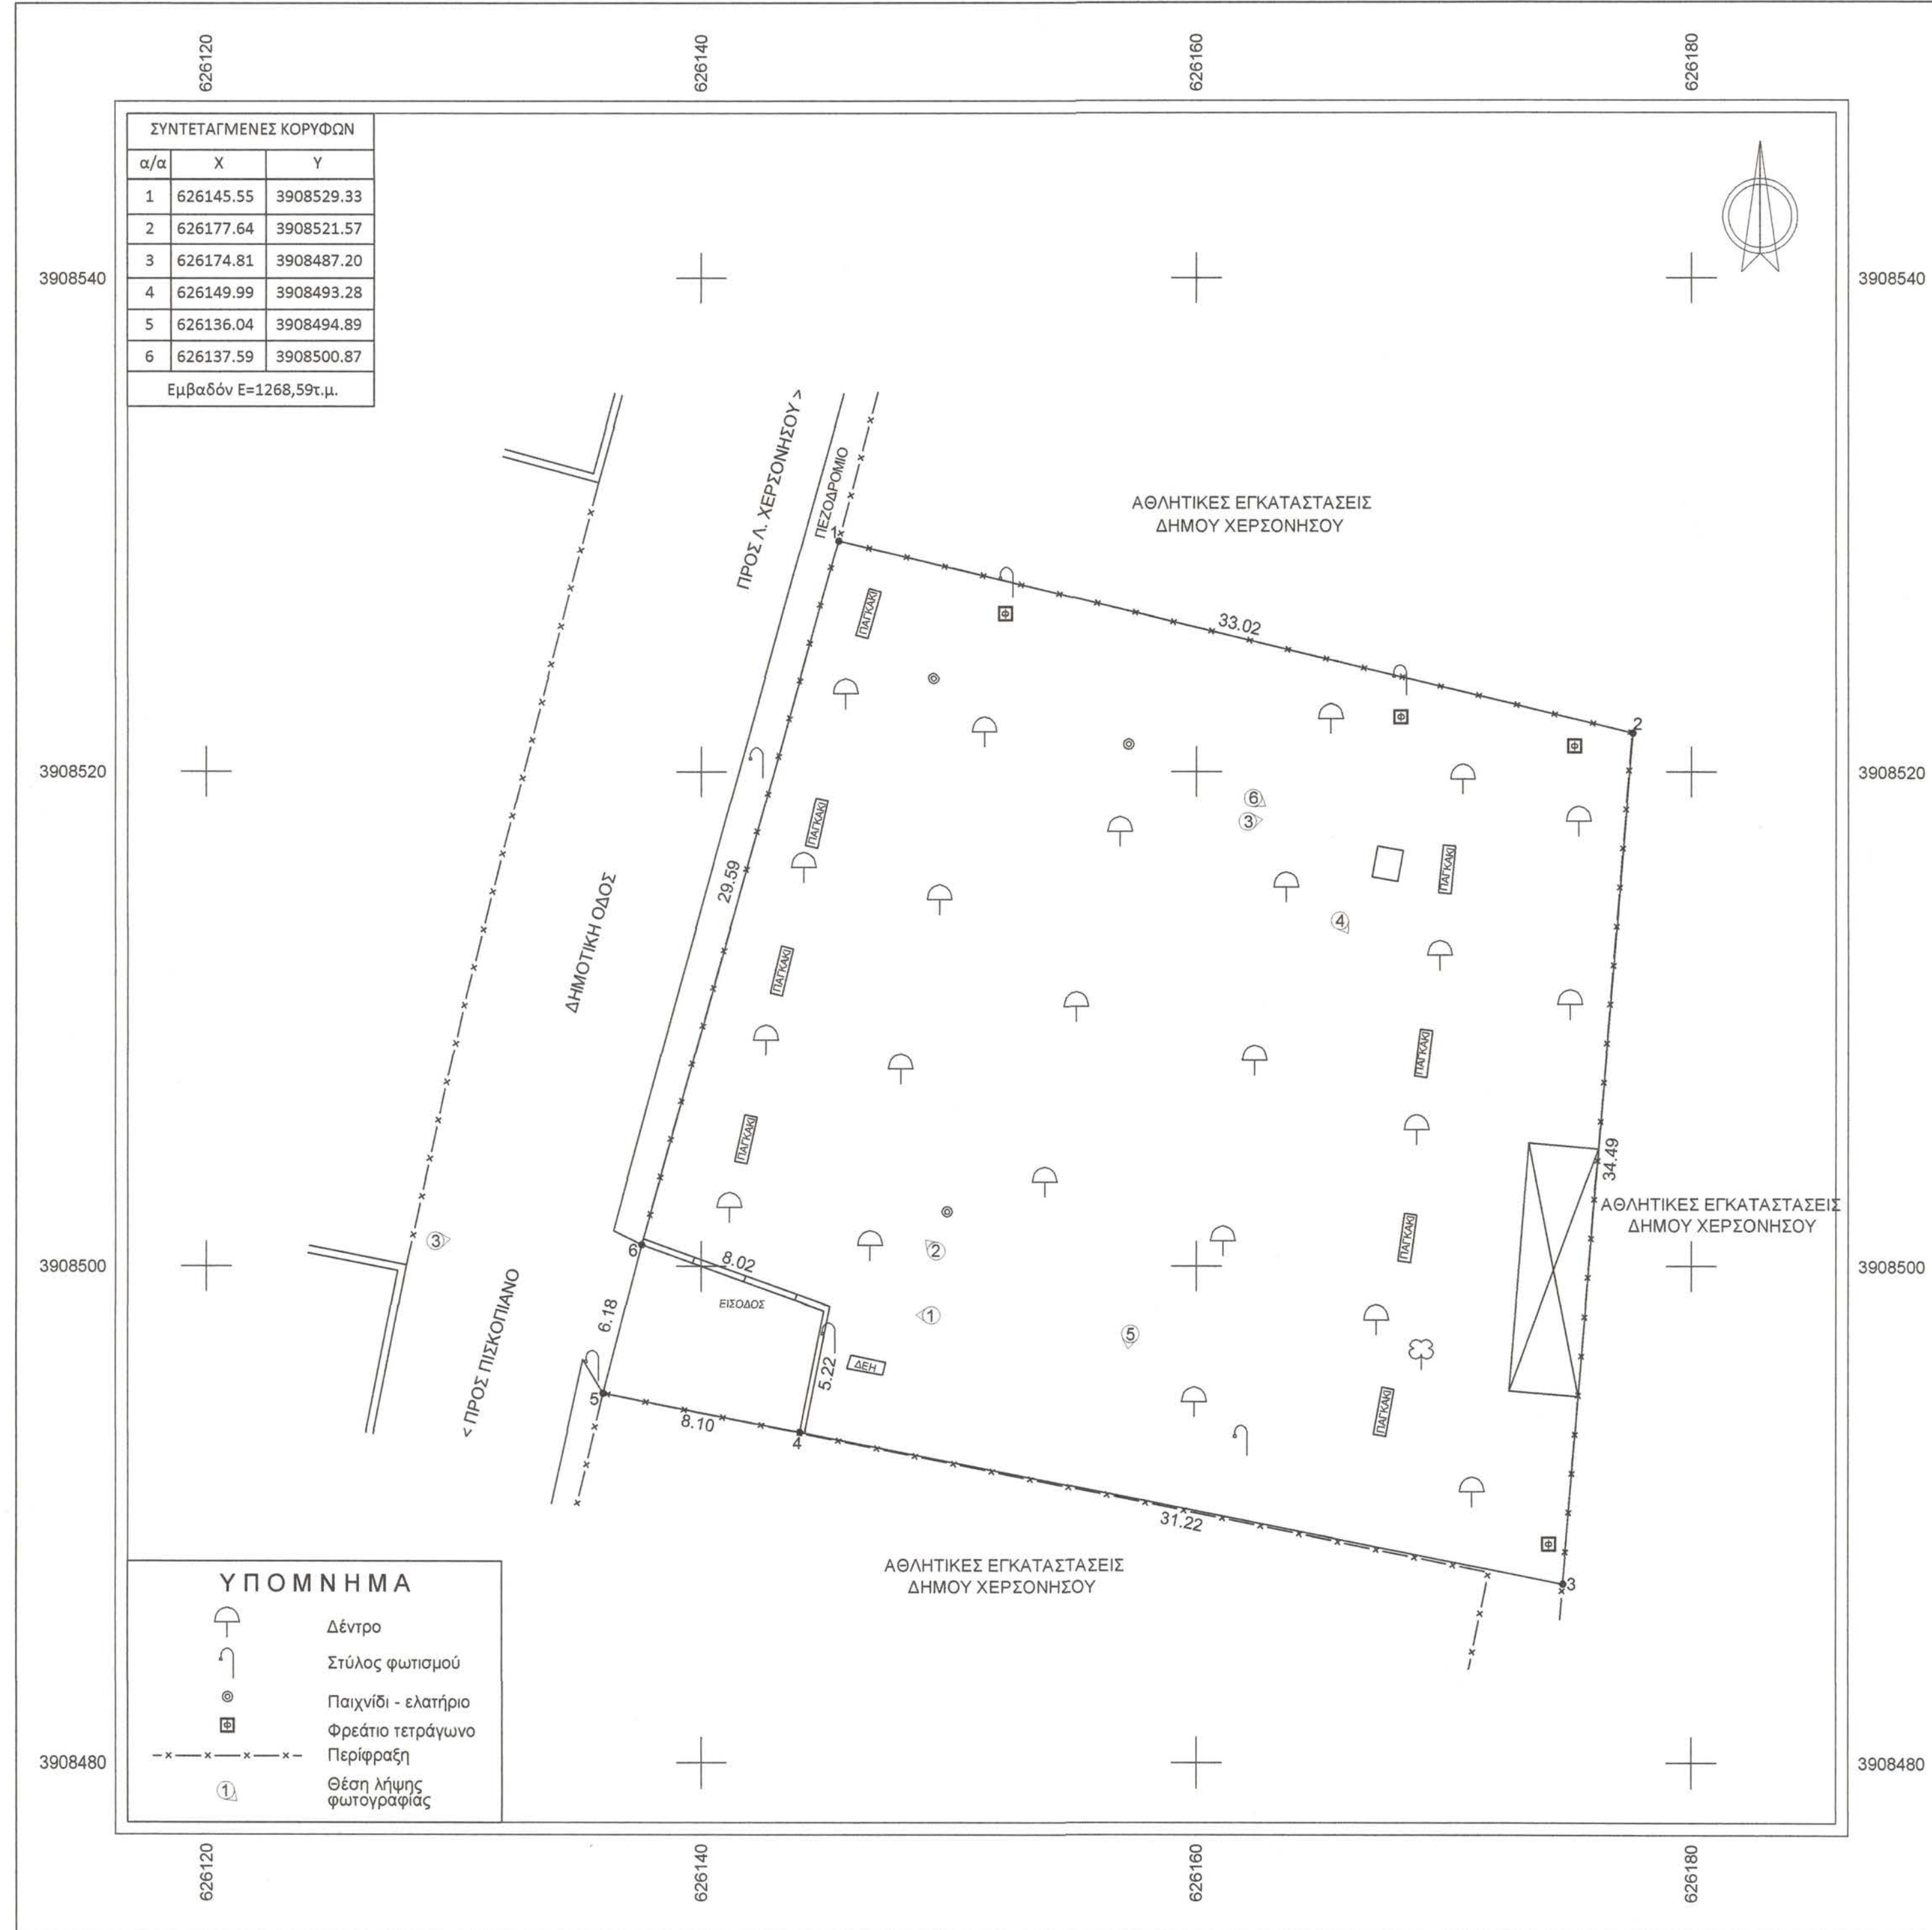 626120
626140
626160
626180
ΣΥΝΤΕΤΑΓΜΕΝΕΣ ΚΟΡΥΦΩΝ
α/α X Y
1 626145.55 3908529.33
2 626177.64 3908521.57
3 626174.81 3908487.20
4 626149.99 3908493.28
5 626136.04 3908494.89
6 626137.59 3908500.87
Εμβαδόν Ε=1268,59τ.μ.
3908540
3908540
ΠΡΟΣ Λ. ΧΕΡΣΟΝΗΣΟΥ >
ΠΕΖΟΔΡΟΜΙΟ
ΑΘΛΗΤΙΚΕΣ ΕΓΚΑΤΑΣΤΑΣΕΙΣ
ΔΗΜΟΥ ΧΕΡΣΟΝΗΣΟΥ
1
ΠΑΓΚΑΚΙ
Φ
33.02
Φ
2
Φ
3908520
3908520
6
3
ΠΑΓΚΑΚΙ
ΠΑΓΚΑΚΙ
29.59
4
ΔΗΜΟΤΙΚΗ ΟΔΟΣ
ΠΑΓΚΑΚΙ
ΠΑΓΚΑΚΙ
ΠΑΓΚΑΚΙ
34.49
ΑΘΛΗΤΙΚΕΣ ΕΓΚΑΤΑΣΤΑΣΕΙΣ
ΔΗΜΟΥ ΧΕΡΣΟΝΗΣΟΥ
3
6
2
ΠΑΓΚΑΚΙ
3908500
8.02
3908500
ΕΙΣΟΔΟΣ
6.18
1
5
< ΠΡΟΣ ΠΙΣΚΟΠΙΑΝΟ
ΔΕΗ
5.22
5
8.10
4
ΠΑΓΚΑΚΙ
31.22
Φ
3
ΑΘΛΗΤΙΚΕΣ ΕΓΚΑΤΑΣΤΑΣΕΙΣ
ΔΗΜΟΥ ΧΕΡΣΟΝΗΣΟΥ
ΥΠΟΜΝΗΜΑ
Δέντρο
Στύλος φωτισμού
Παιχνίδι - ελατήριο
Φ Φρεάτιο τετράγωνο
Περίφραξη
1 Θέση λήψης
φωτογραφίας
3908480
3908480
626120
626140
626160
626180